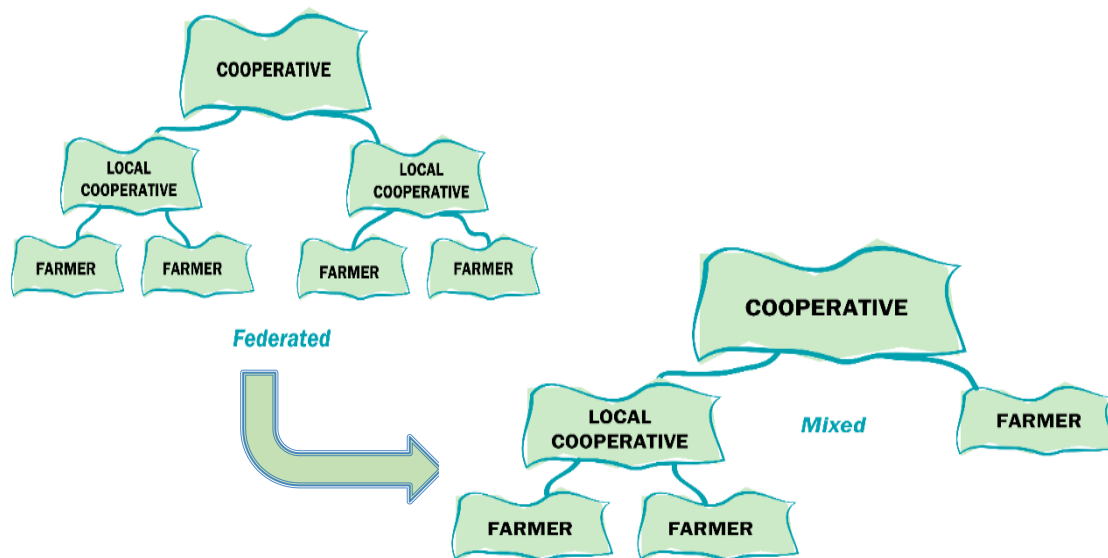 COOPERATIVE
LOCAL
COOPERATIVE
LOCAL
COOPERATIVE
FARMER
FARMER
FARMER
FARMER
Federated
COOPERATIVE
LOCAL
COOPERATIVE
Mixed
FARMER
FARMER
FARMER